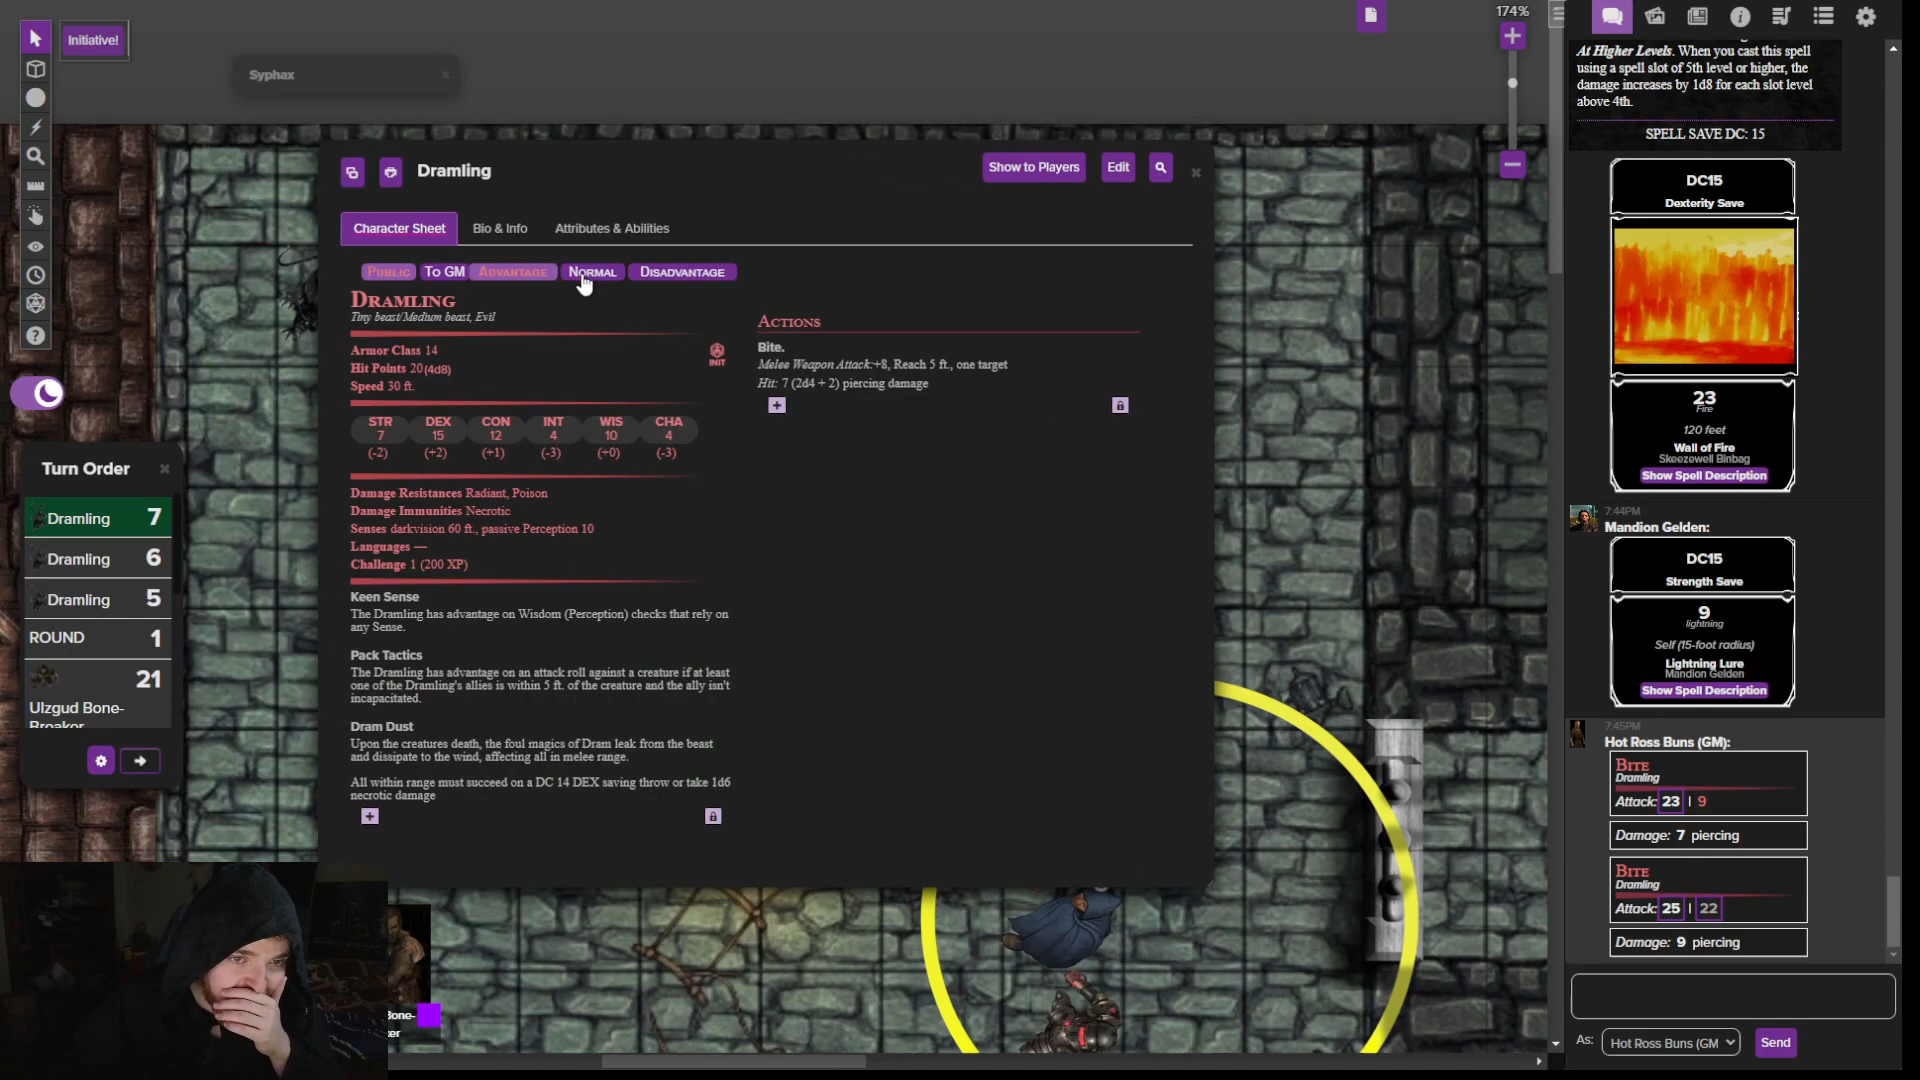 174%
Initiative!
Syphax
Dramling
Show to Players
Edit
Character Sheet
Bio & Info
Attributes & Abilities
PUBLIC
TO GM
ADVANTAGE
NORMAL
DISADVANTAGE
DRAMLING
Tiny beast/Medium beast, Evil
Armor Class 14
Hit Points 20(4d8)
Speed 30 ft.
INIT
STR DEX CON INT WIS CHA
7 15 12 4 10 4
(-2) (+2) (+1) (-3) (+0) (-3)
Damage Resistances Radiant, Poison
Damage Immunities Necrotic
Senses darkvision 60 ft., passive Perception 10
Languages —
Challenge 1 (200 XP)
Keen Sense
The Dramling has advantage on Wisdom (Perception) checks that rely on
any Sense.
Pack Tactics
The Dramling has advantage on an attack roll against a creature if at least
one of the Dramling's allies is within 5 ft. of the creature and the ally isn't
incapacitated.
Dram Dust
Upon the creatures death, the foul magics of Dram leak from the beast
and dissipate to the wind, affecting all in melee range.
All within range must succeed on a DC 14 DEX saving throw or take 1d6
necrotic damage
ACTIONS
Bite.
Melee Weapon Attack:+8, Reach 5 ft., one target
Hit: 7 (2d4 + 2) piercing damage
Turn Order
Dramling 7
Dramling 6
Dramling 5
ROUND 1
21
Ulzgud Bone-
Breaker
Bone-
ker
At Higher Levels. When you cast this spell
using a spell slot of 5th level or higher, the
damage increases by 1d8 for each slot level
above 4th.
SPELL SAVE DC: 15
DC15
Dexterity Save
23
Fire
120 feet
Wall of Fire
Skeezewell Binbag
Show Spell Description
7:44PM
Mandion Gelden:
DC15
Strength Save
9
lightning
Self (15-foot radius)
Lightning Lure
Mandion Gelden
Show Spell Description
7:45PM
Hot Ross Buns (GM):
BITE
Dramling
Attack: 23 | 9
Damage: 7 piercing
BITE
Dramling
Attack: 25 | 22
Damage: 9 piercing
As:
Hot Ross Buns (GM
Send